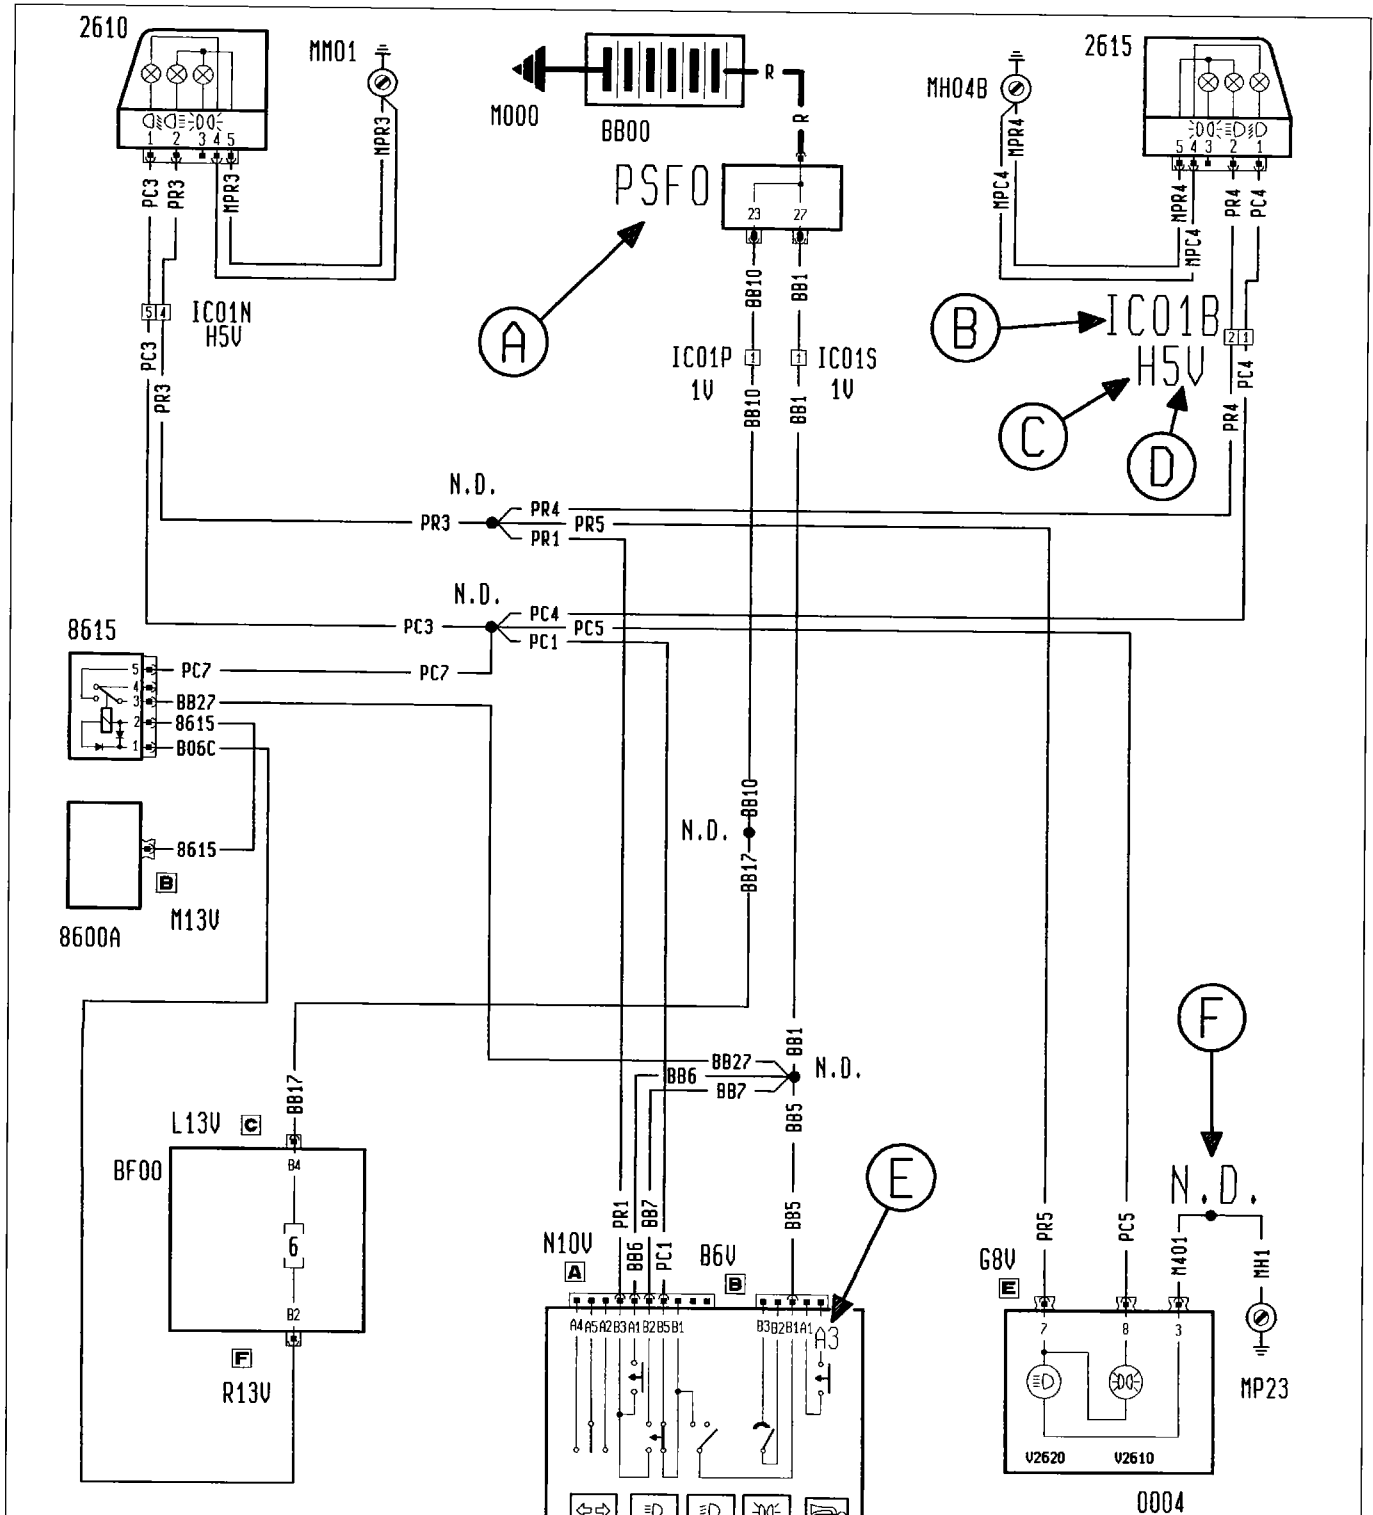 2610
MM01
M000
BB00
R
R
MH04B
2615
1 2 3 4 5
5 4 3 2 1
PC3
PR3
MPR3
MPR3
PSF0
23 27
MPC4
MPR4
MPR4
MPC4
PR4
PC4
A
BB10
BB1
5 4
IC01N
H5V
PC3
PR3
IC01P
1V
1
1
IC01S
1V
BB10
BB1
B
IC01B
H5V
2 1
PR4
PC4
C
D
N.D.
PR3
PR4
PR5
PR1
N.D.
PC3
PC4
PC5
PC1
8615
5
PC7
PC7
4
3
BB27
2
8615
1
B06C
8615
B
M13V
8600A
BB10
N.D.
BB17
BB1
N.D.
BB27
BB6
BB7
BB5
F
N.D.
BB17
L13V
C
BF00
B4
6
B2
F
R13V
E
PR1
BB6
BB7
PC1
BB5
N10V
A
B6V
B
A4 A5 A2 B3 A1 B2 B5 B1
B3 B2 B1 A1 A3
PR5
PC5
M401
MH1
G8V
E
7 8 3
V2620
V2610
MP23
0004